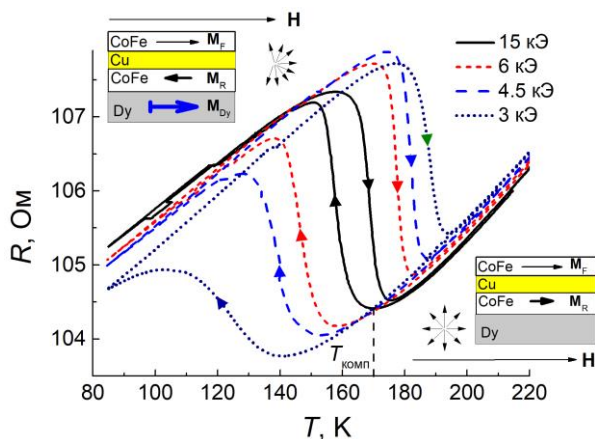 H
CoFe M_F
Cu
CoFe M_R
Dy M_Dy
15 кЭ
6 кЭ
4.5 кЭ
3 кЭ
107
106
105
104
R, Ом
T_комп
CoFe M_F
Cu
CoFe M_R
Dy
H
80 100 120 140 160 180 200 220
T, K